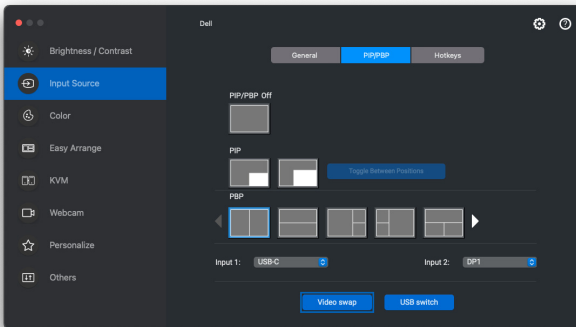 Dell
Brightness / Contrast
Input Source
Color
Easy Arrange
KVM
Webcam
Personalize
Others
General
PIP/PBP
Hotkeys
PIP/PBP Off
PIP
Toggle Between Positions
PBP
Input 1:
USB-C
Input 2:
DP1
Video swap
USB switch